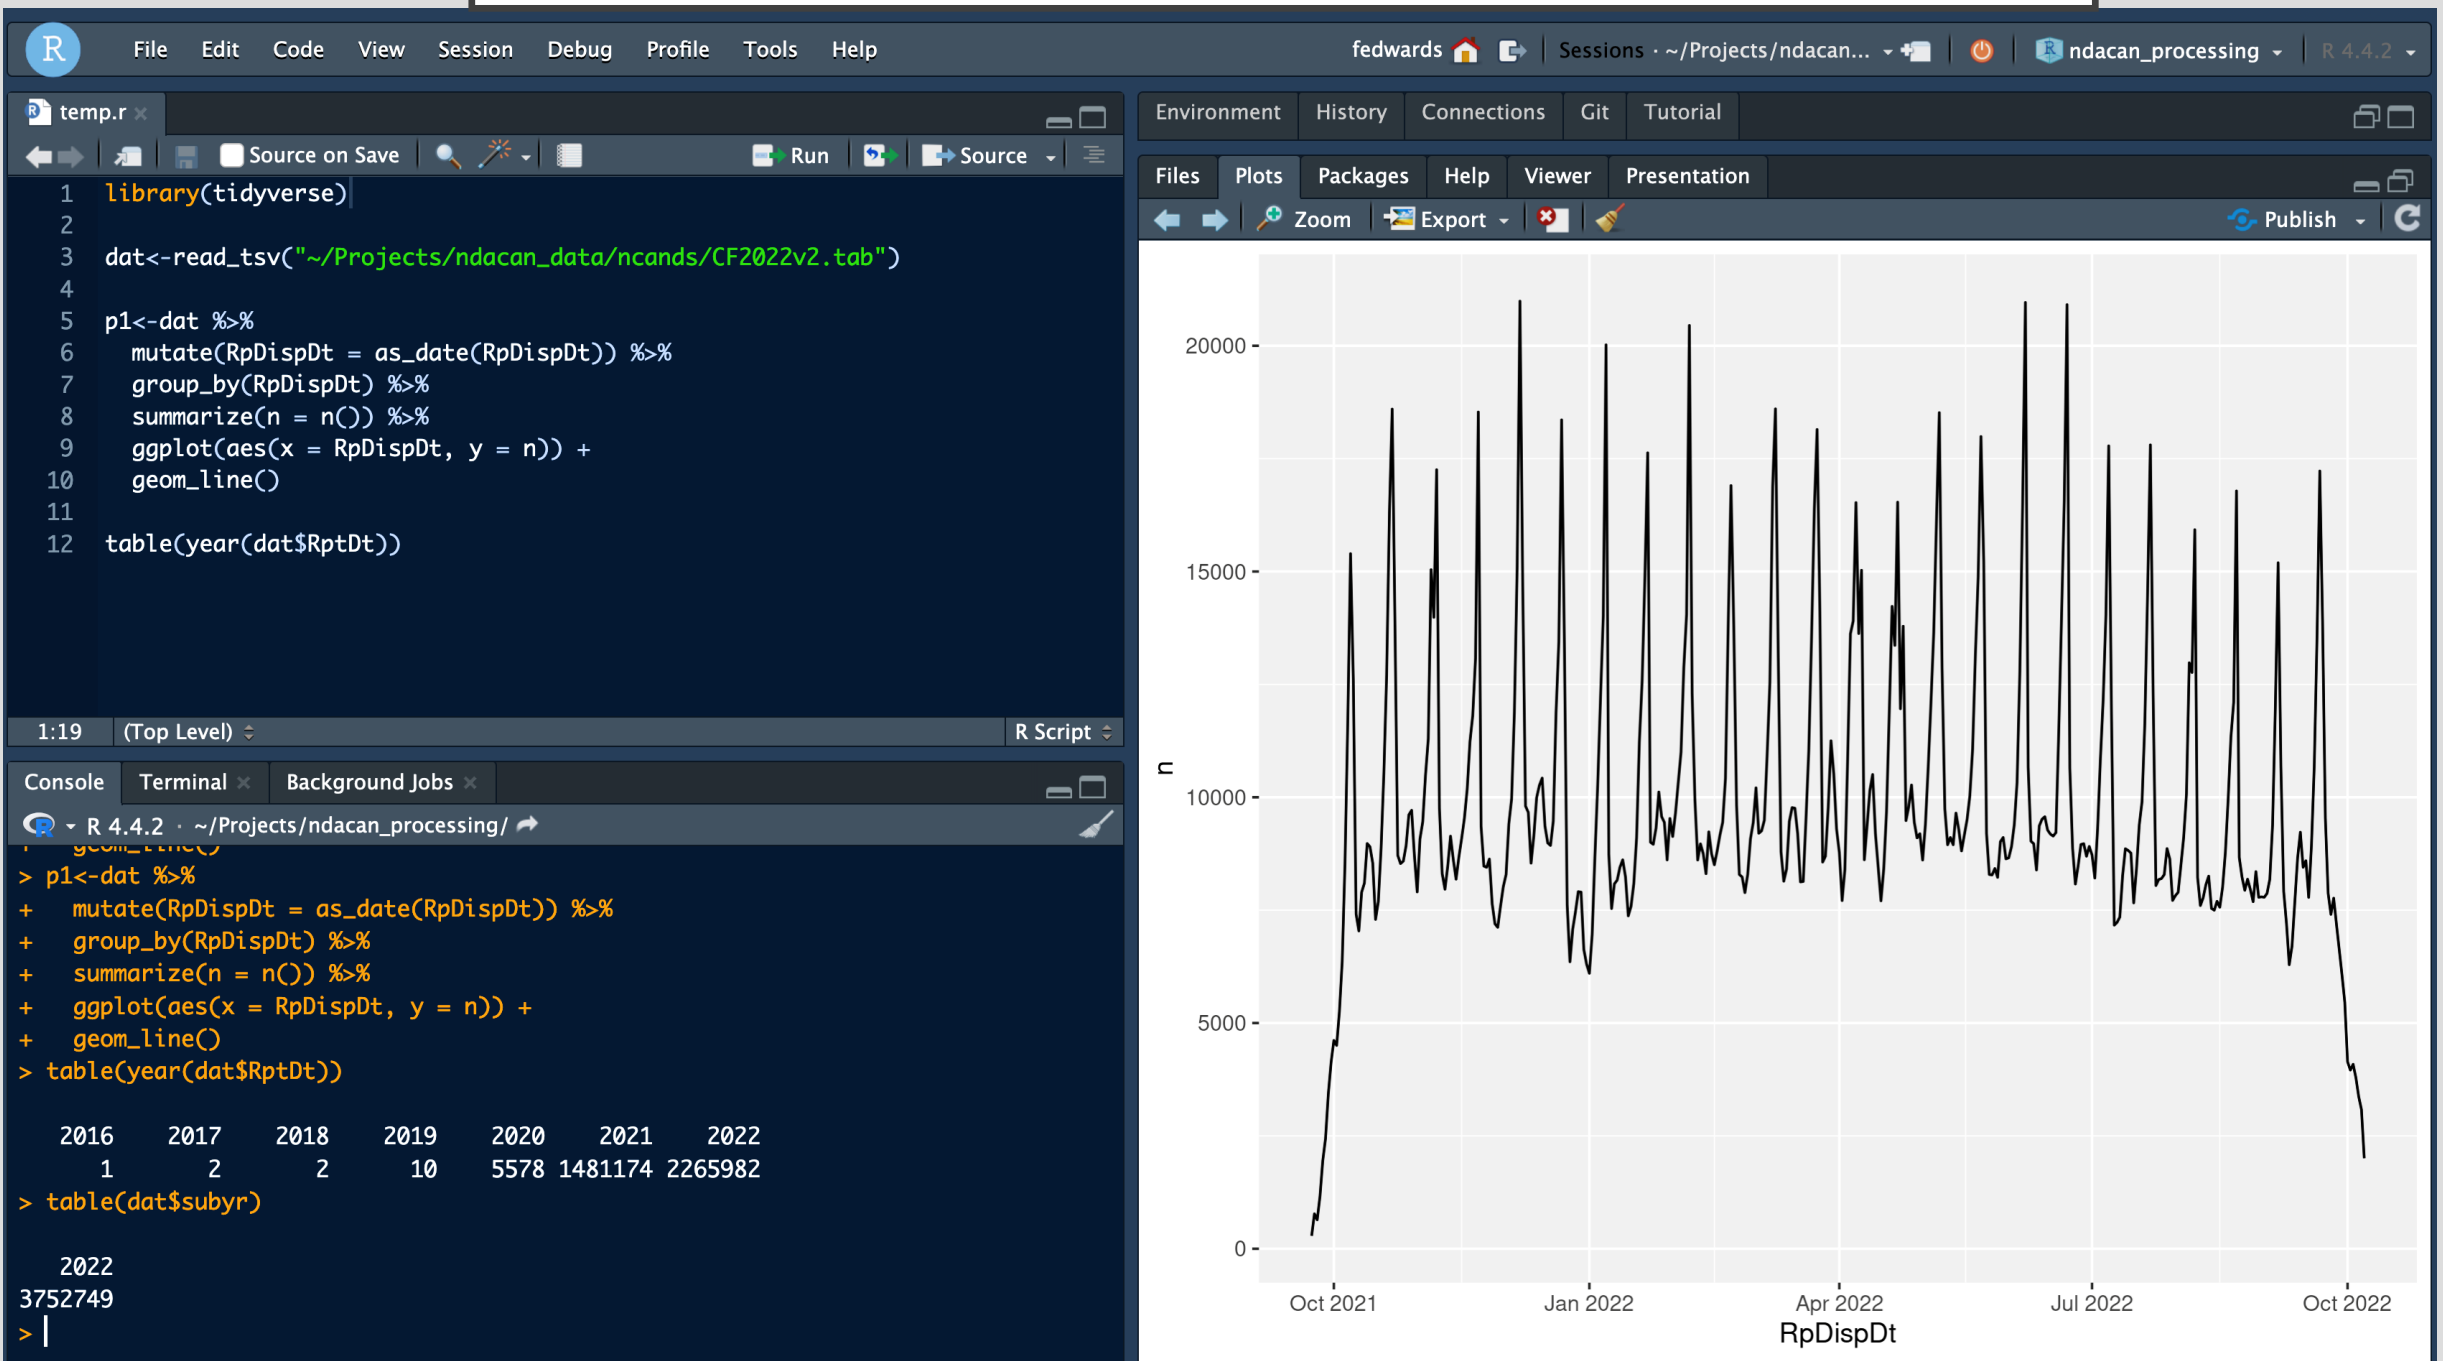 R File Edit Code View Session Debug Profile Tools Help fedwards Sessions · ~/Projects/ndacan... R ndacan_processing R 4.4.2
temp.r
Source on Save Run Source
1 library(tidyverse)
2
3 dat<-read_tsv("~/Projects/ndacan_data/ncands/CF2022v2.tab")
4
5 p1<-dat %>%
6 mutate(RpDispDt = as_date(RpDispDt)) %>%
7 group_by(RpDispDt) %>%
8 summarize(n = n()) %>%
9 ggplot(aes(x = RpDispDt, y = n)) +
10 geom_line()
11
12 table(year(dat$RptDt))
1:19 (Top Level) R Script
Console Terminal Background Jobs
R 4.4.2 · ~/Projects/ndacan_processing/
+ geom_line()
> p1<-dat %>%
+ mutate(RpDispDt = as_date(RpDispDt)) %>%
+ group_by(RpDispDt) %>%
+ summarize(n = n()) %>%
+ ggplot(aes(x = RpDispDt, y = n)) +
+ geom_line()
> table(year(dat$RptDt))
2016 2017 2018 2019 2020 2021 2022
1 2 2 10 5578 1481174 2265982
> table(dat$subyr)
2022
3752749
>
Environment History Connections Git Tutorial
Files Plots Packages Help Viewer Presentation
Zoom Export Publish
20000
15000
n
10000
5000
0
Oct 2021 Jan 2022 Apr 2022 Jul 2022 Oct 2022
RpDispDt